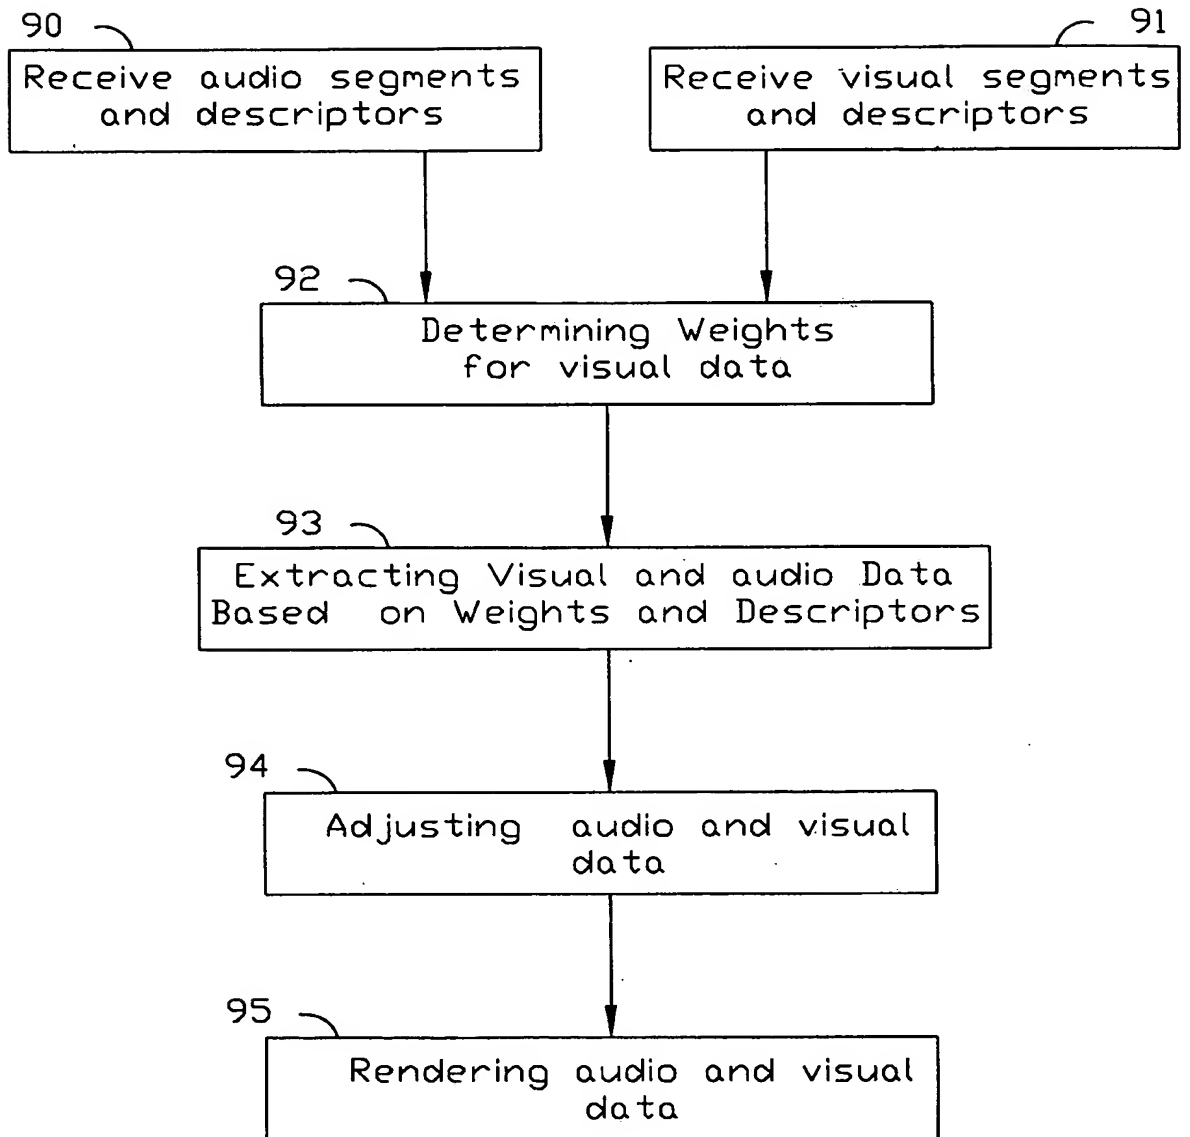 90
Receive audio segments
and descriptors
91
Receive visual segments
and descriptors
92
Determining Weights
for visual data
93
Extracting Visual and audio Data
Based on Weights and Descriptors
94
Adjusting audio and visual
data
95
Rendering audio and visual
data